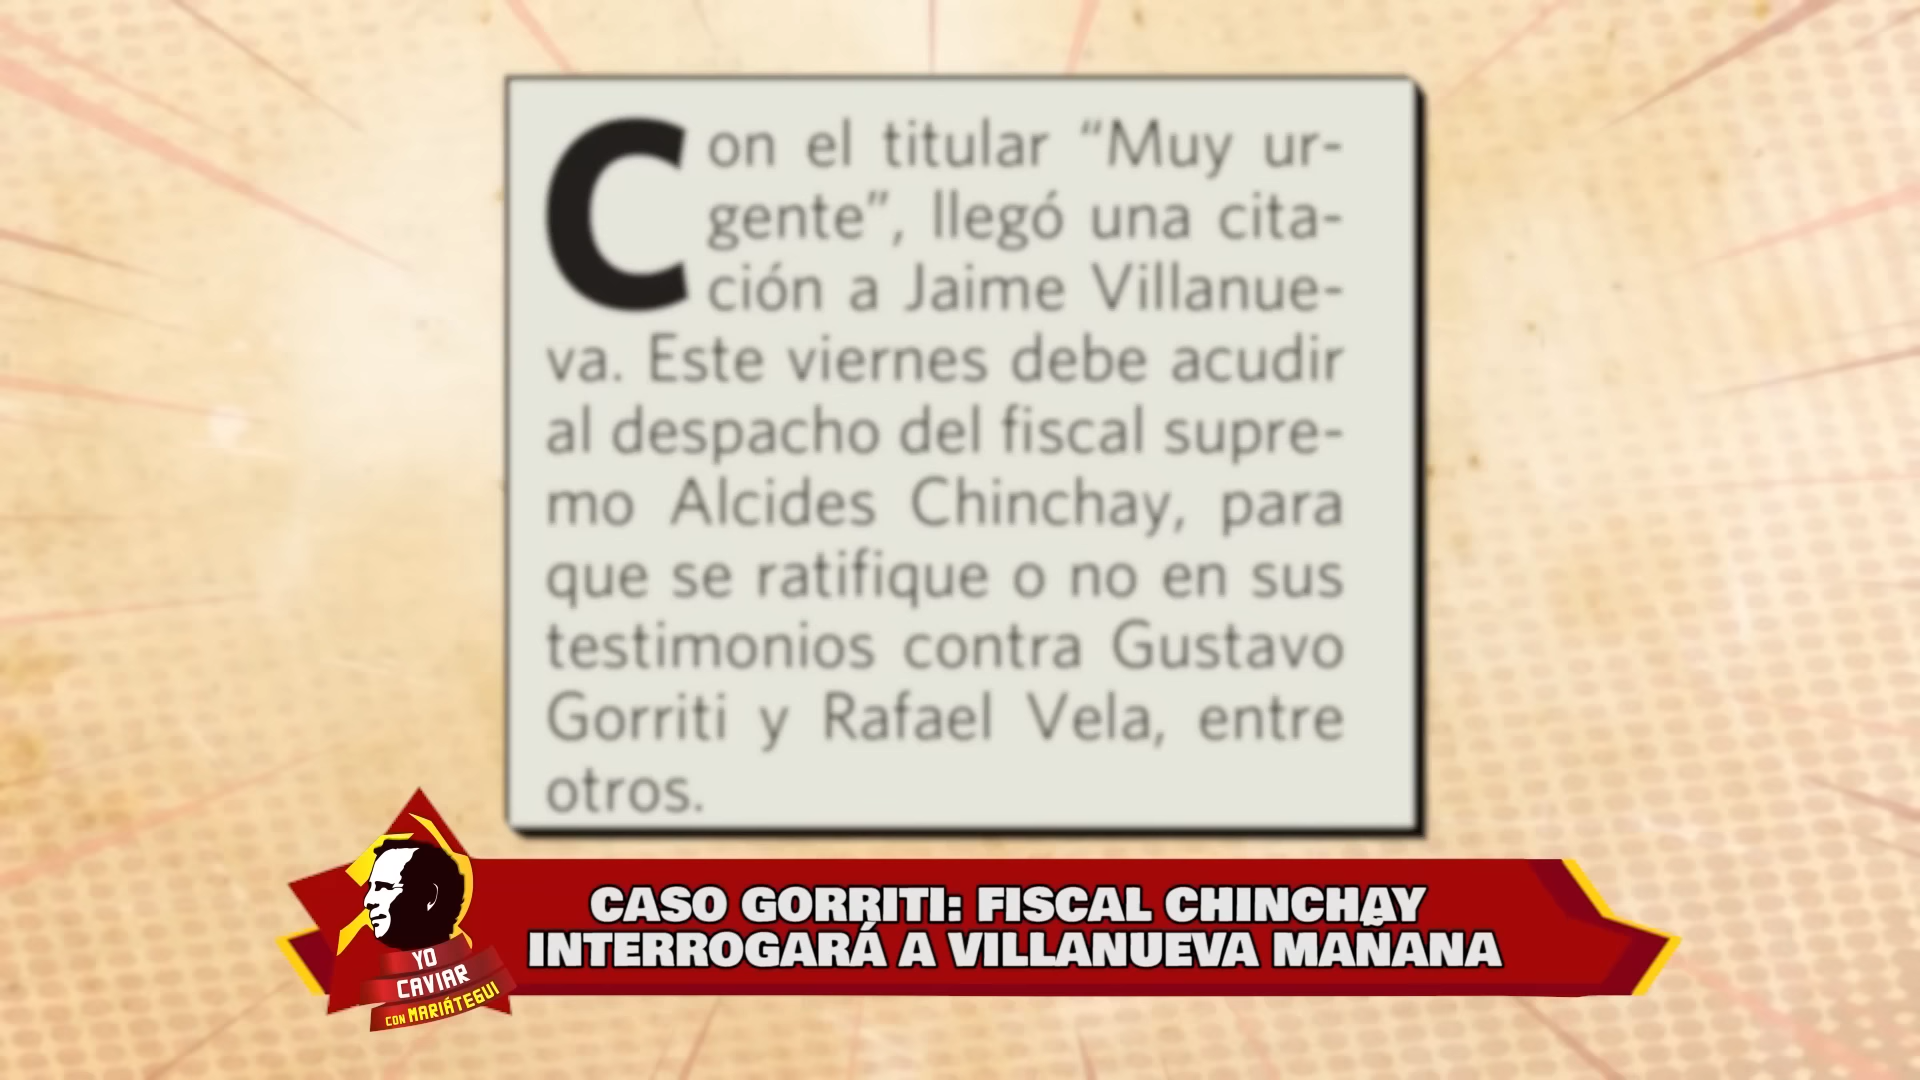 Con el titular “Muy ur-
gente”, llegó una cita-
ción a Jaime Villanue-
va. Este viernes debe acudir
al despacho del fiscal supre-
mo Alcides Chinchay, para
que se ratifique o no en sus
testimonios contra Gustavo
Gorriti y Rafael Vela, entre
otros.
CASO GORRITI: FISCAL CHINCHAY
INTERROGARÁ A VILLANUEVA MAÑANA
YO
CAVIAR
CON MARIÁTEGUI